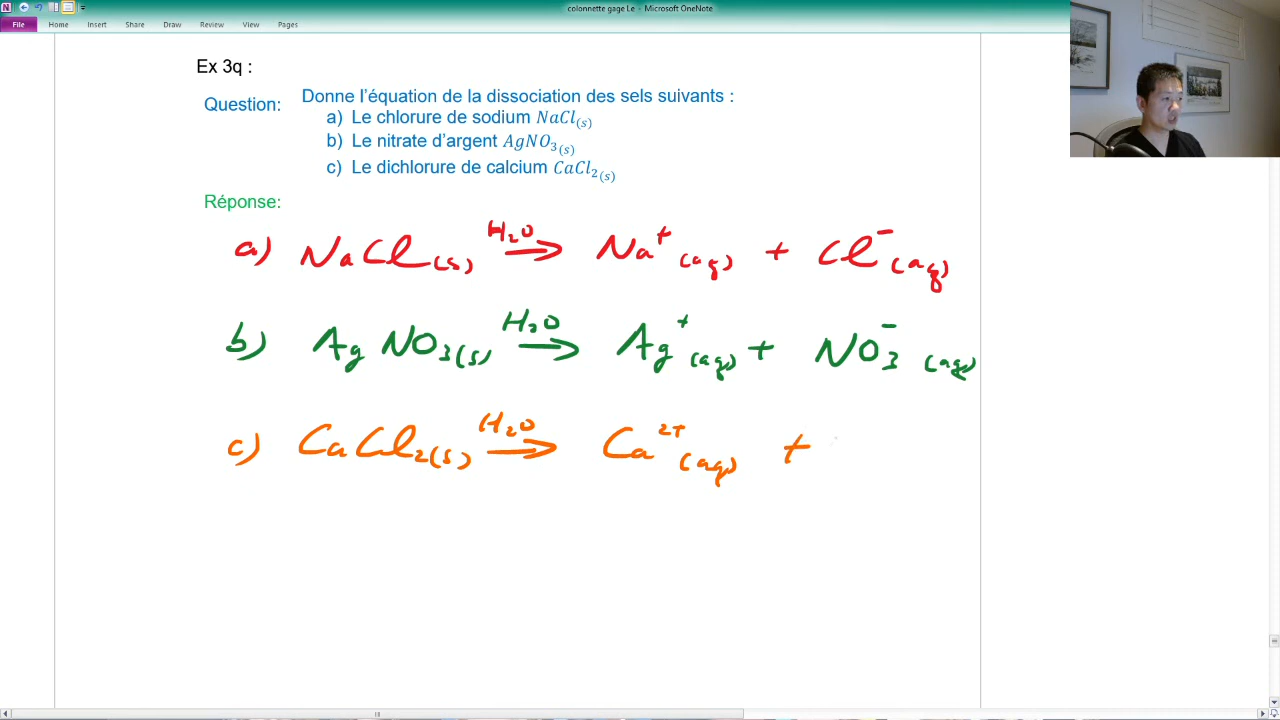 colonnette gage Le - Microsoft OneNote
File Home Insert Share Draw Review View Pages
Ex 3q :
Question: Donne l'équation de la dissociation des sels suivants :
a) Le chlorure de sodium NaCl₍s₎
b) Le nitrate d'argent AgNO₃₍s₎
c) Le dichlorure de calcium CaCl₂₍s₎
Réponse:
a) NaCl(s) H₂O → Na⁺(aq) + Cl⁻(aq)
b) AgNO₃(s) H₂O → Ag⁺(aq) + NO₃⁻(aq)
c) CaCl₂(s) H₂O → Ca²⁺(aq) +